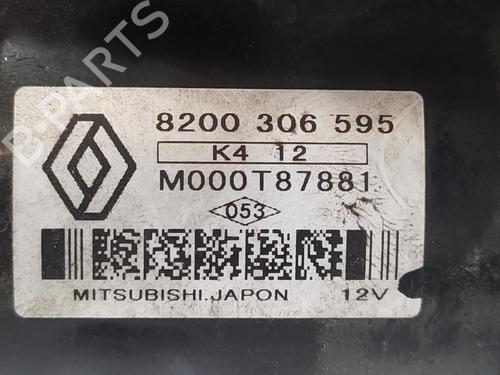 8200 306 595
K4 12
M000T87881
053
MITSUBISHI.JAPON 12V
B-PARTS